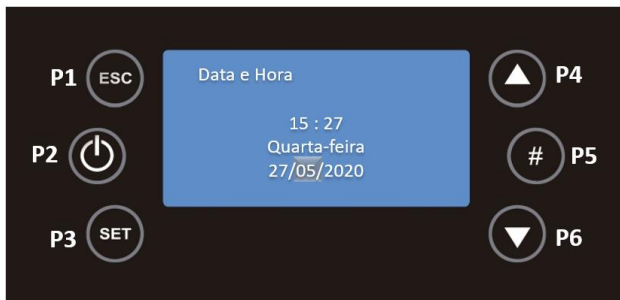 P1 ESC
P2
P3 SET
Data e Hora
15 : 27
Quarta-feira
27/05/2020
P4
# P5
P6